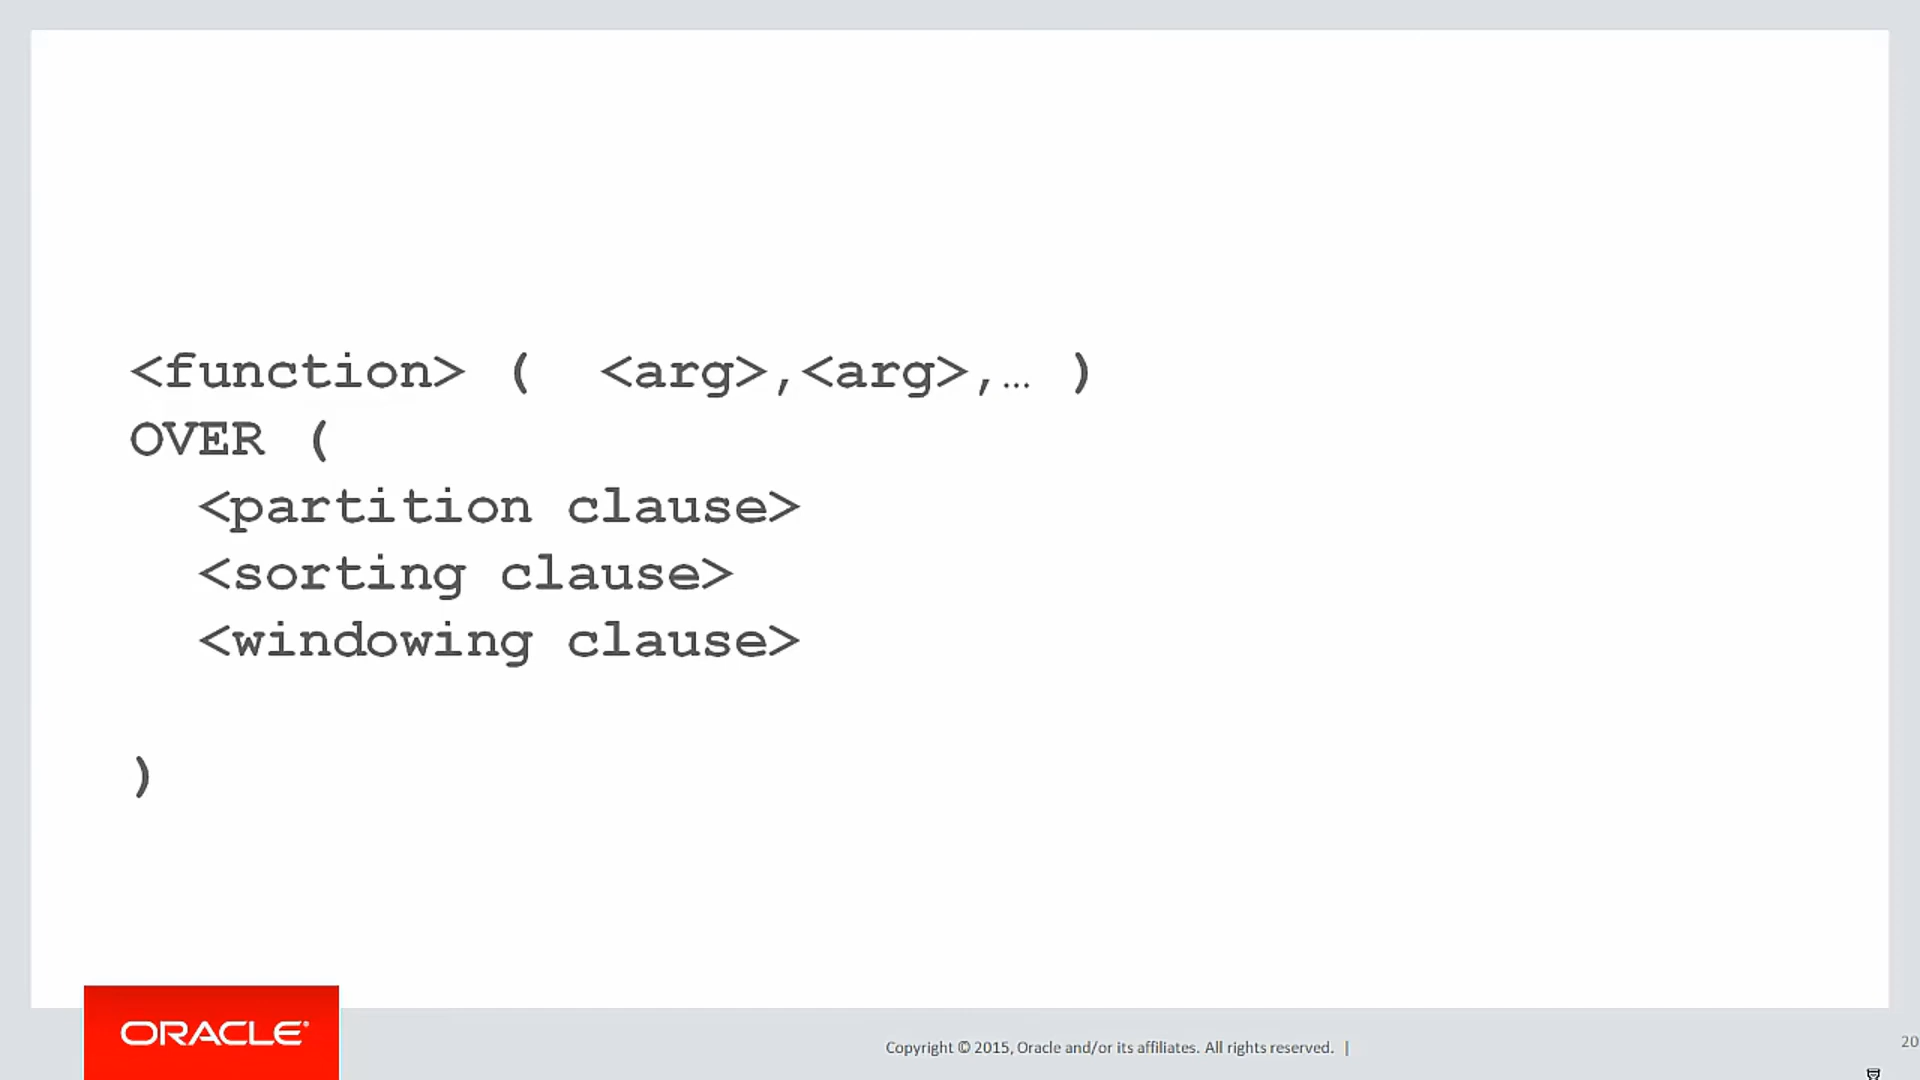 <function> ( <arg>,<arg>,… )
OVER (
<partition clause>
<sorting clause>
<windowing clause>
)
ORACLE®
Copyright © 2015, Oracle and/or its affiliates. All rights reserved. |
20